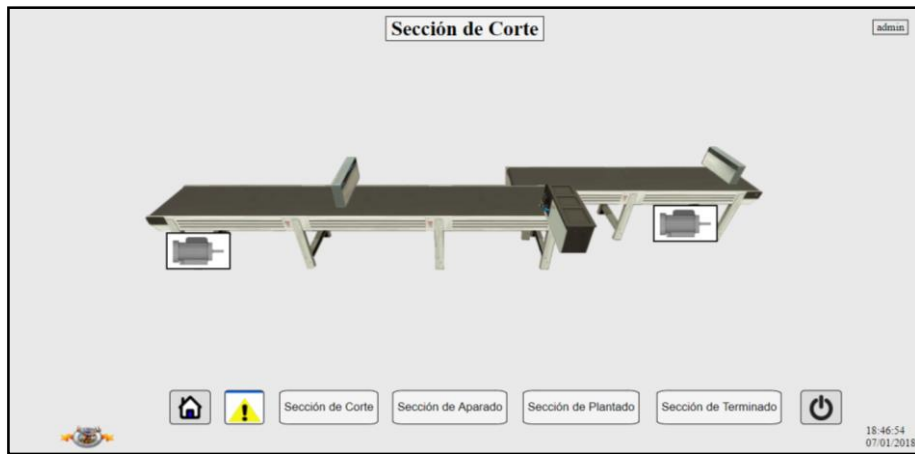 Sección de Corte
admin
Sección de Corte
Sección de Aparado
Sección de Plantado
Sección de Terminado
18:46:54
07/01/2018